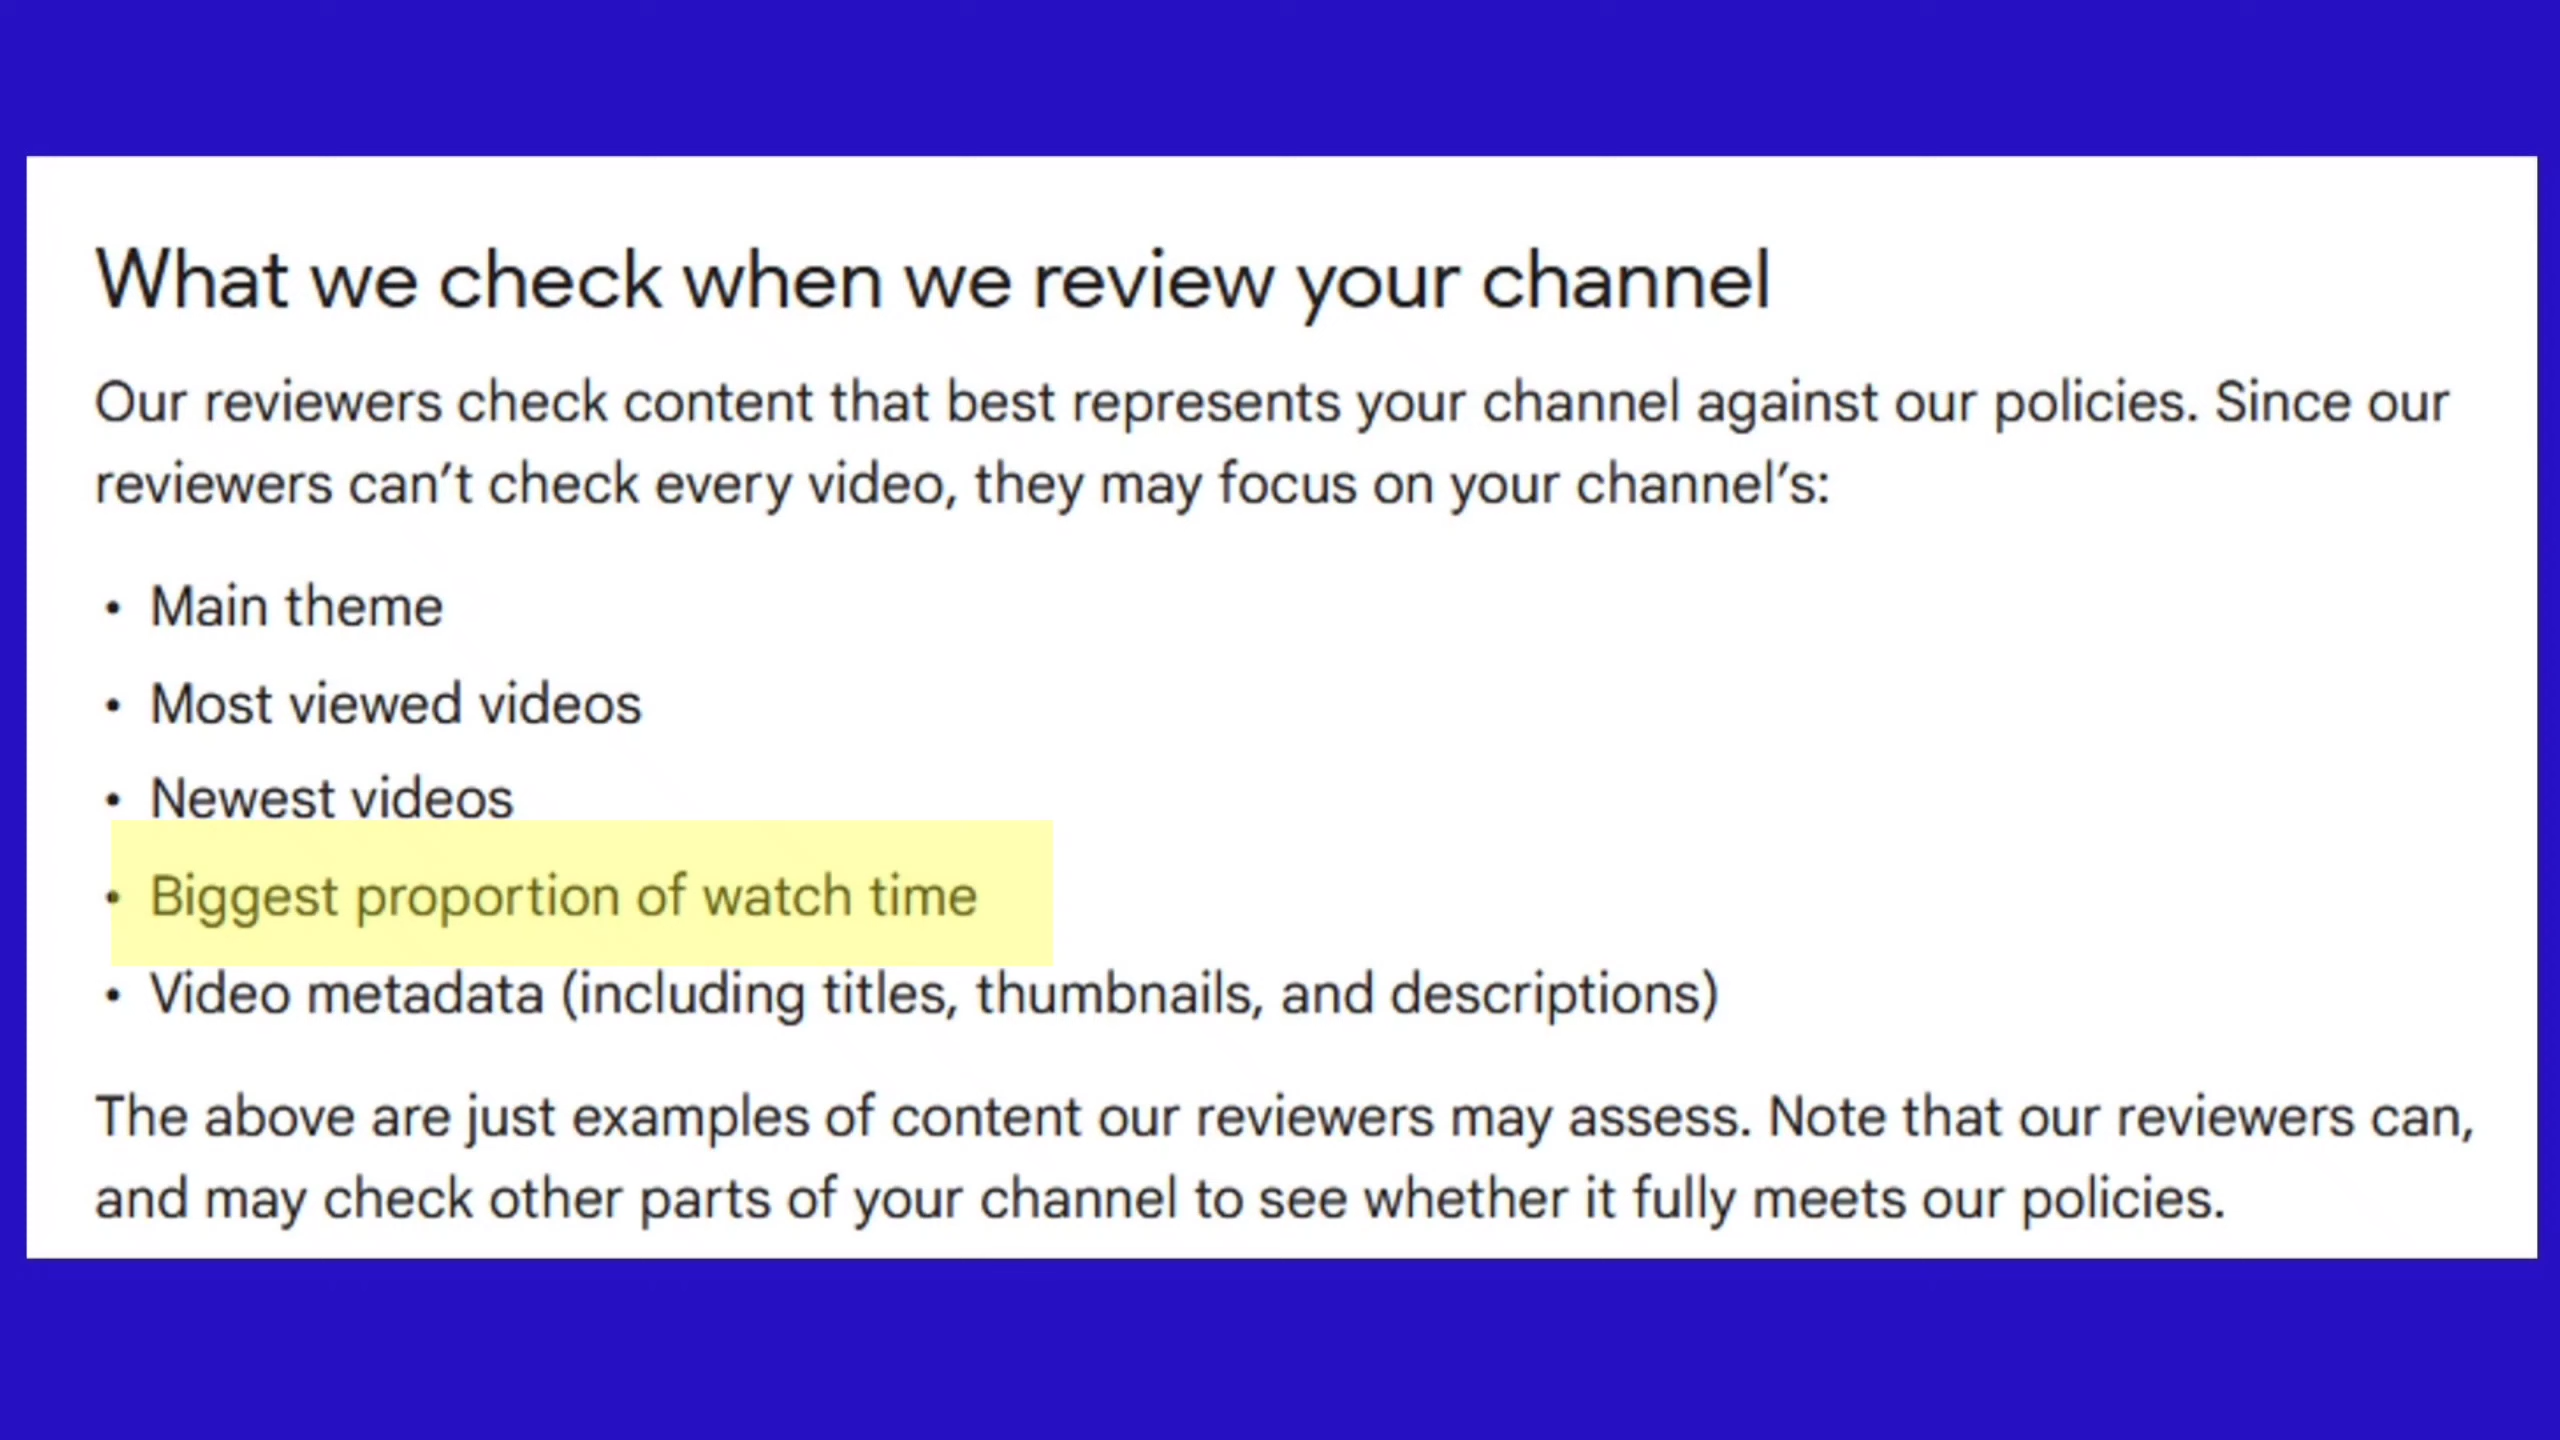 What we check when we review your channel
Our reviewers check content that best represents your channel against our policies. Since our
reviewers can’t check every video, they may focus on your channel’s:
• Main theme
• Most viewed videos
• Newest videos
• Biggest proportion of watch time
• Video metadata (including titles, thumbnails, and descriptions)
The above are just examples of content our reviewers may assess. Note that our reviewers can,
and may check other parts of your channel to see whether it fully meets our policies.